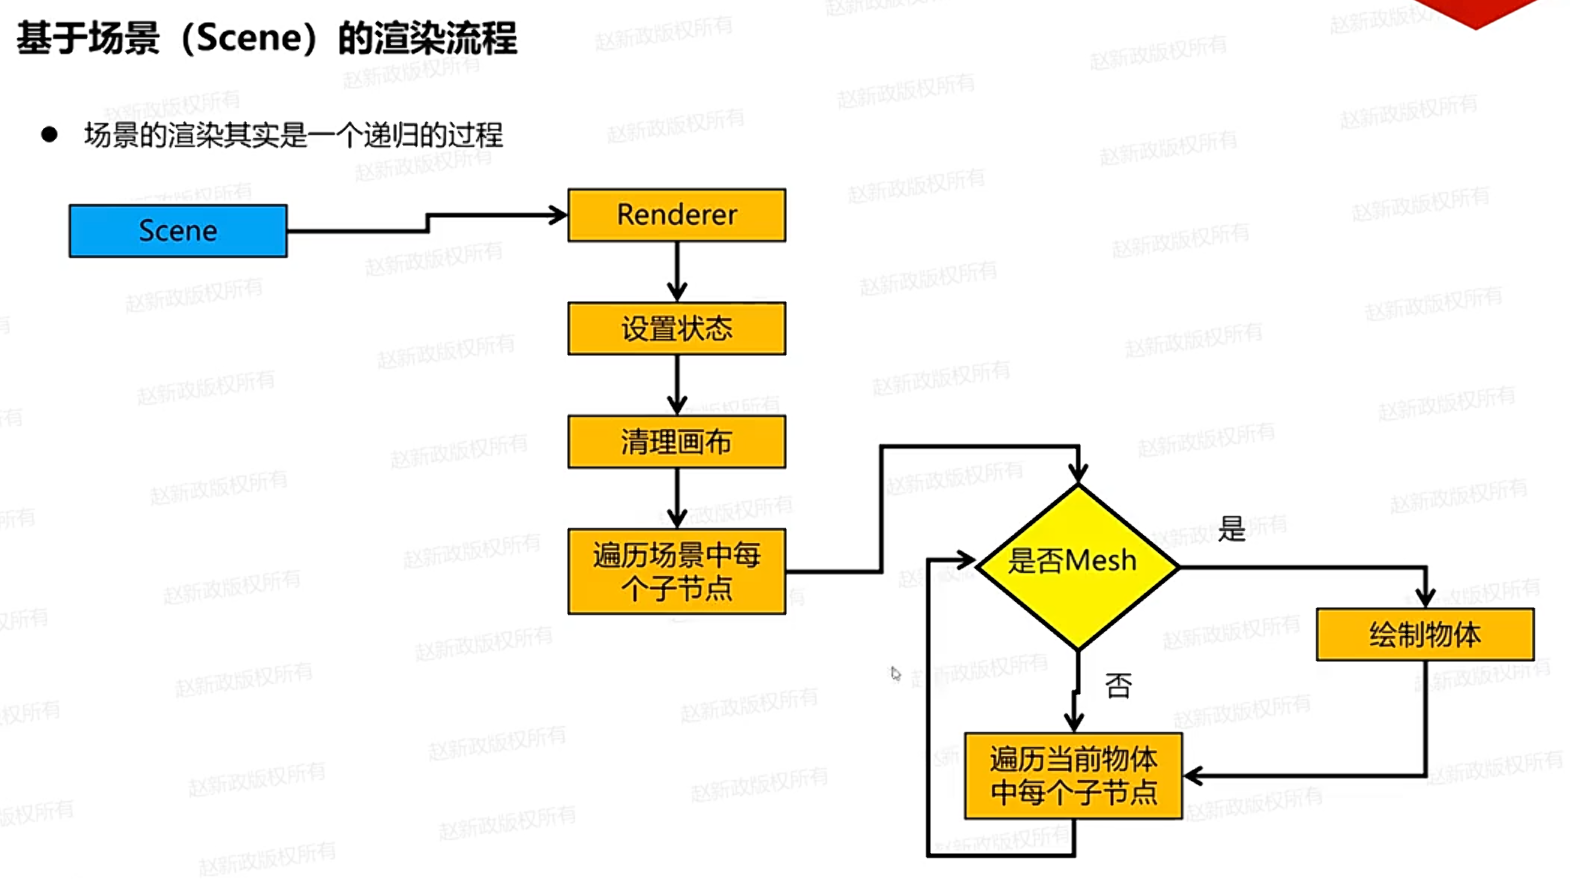 基于场景（Scene）的渲染流程
● 场景的渲染其实是一个递归的过程
Scene
Renderer
设置状态
清理画布
遍历场景中每
个子节点
是否Mesh
是
绘制物体
否
遍历当前物体
中每个子节点
赵新政版权所有